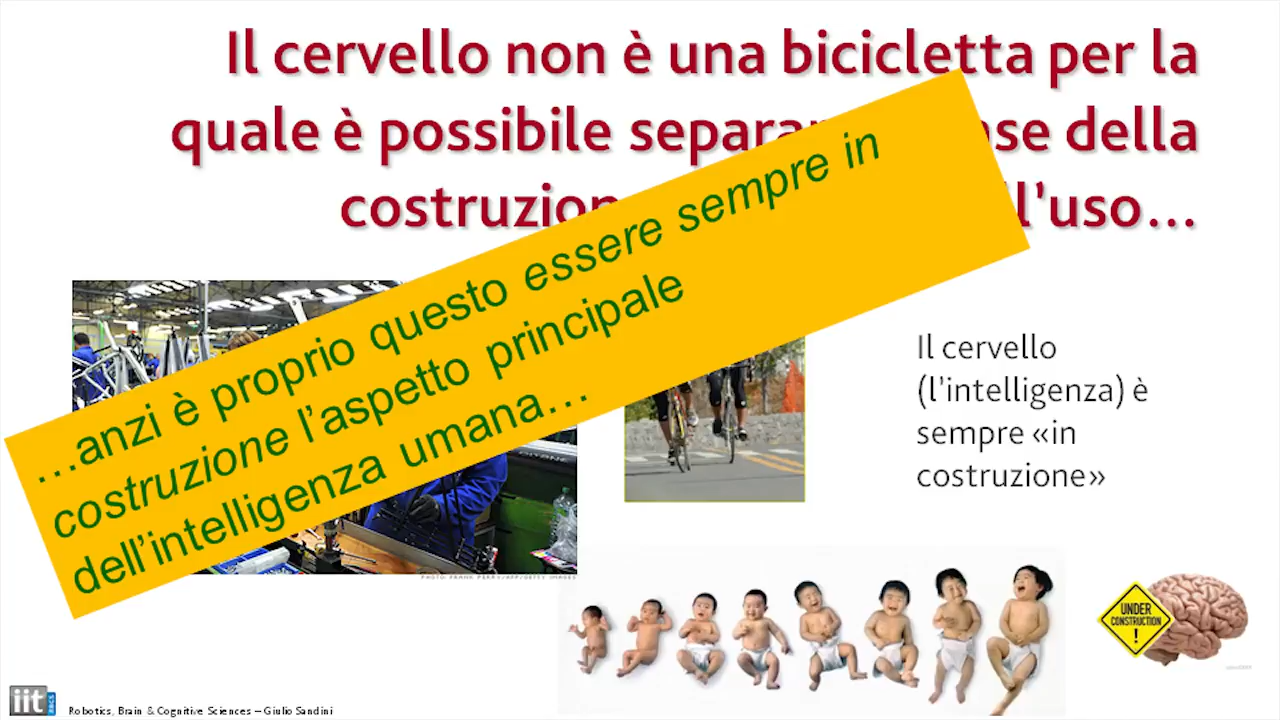 Il cervello non è una bicicletta per la
quale è possibile separar ase della
costruzion ll'uso…
…anzi è proprio questo essere sempre in
costruzione l'aspetto principale
dell'intelligenza umana…
Il cervello
(l'intelligenza) è
sempre «in
costruzione»
PHOTO: FRANK PERRY/AFP/GETTY IMAGES
UNDER
CONSTRUCTION
!
iit RBCS
Robotics, Brain & Cognitive Sciences – Giulio Sandini